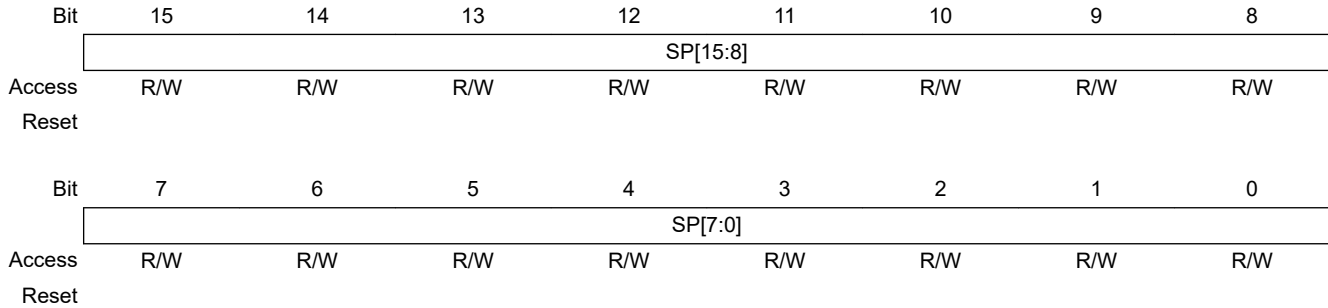 Bit 15 14 13 12 11 10 9 8
SP[15:8]
Access R/W R/W R/W R/W R/W R/W R/W R/W
Reset
Bit 7 6 5 4 3 2 1 0
SP[7:0]
Access R/W R/W R/W R/W R/W R/W R/W R/W
Reset